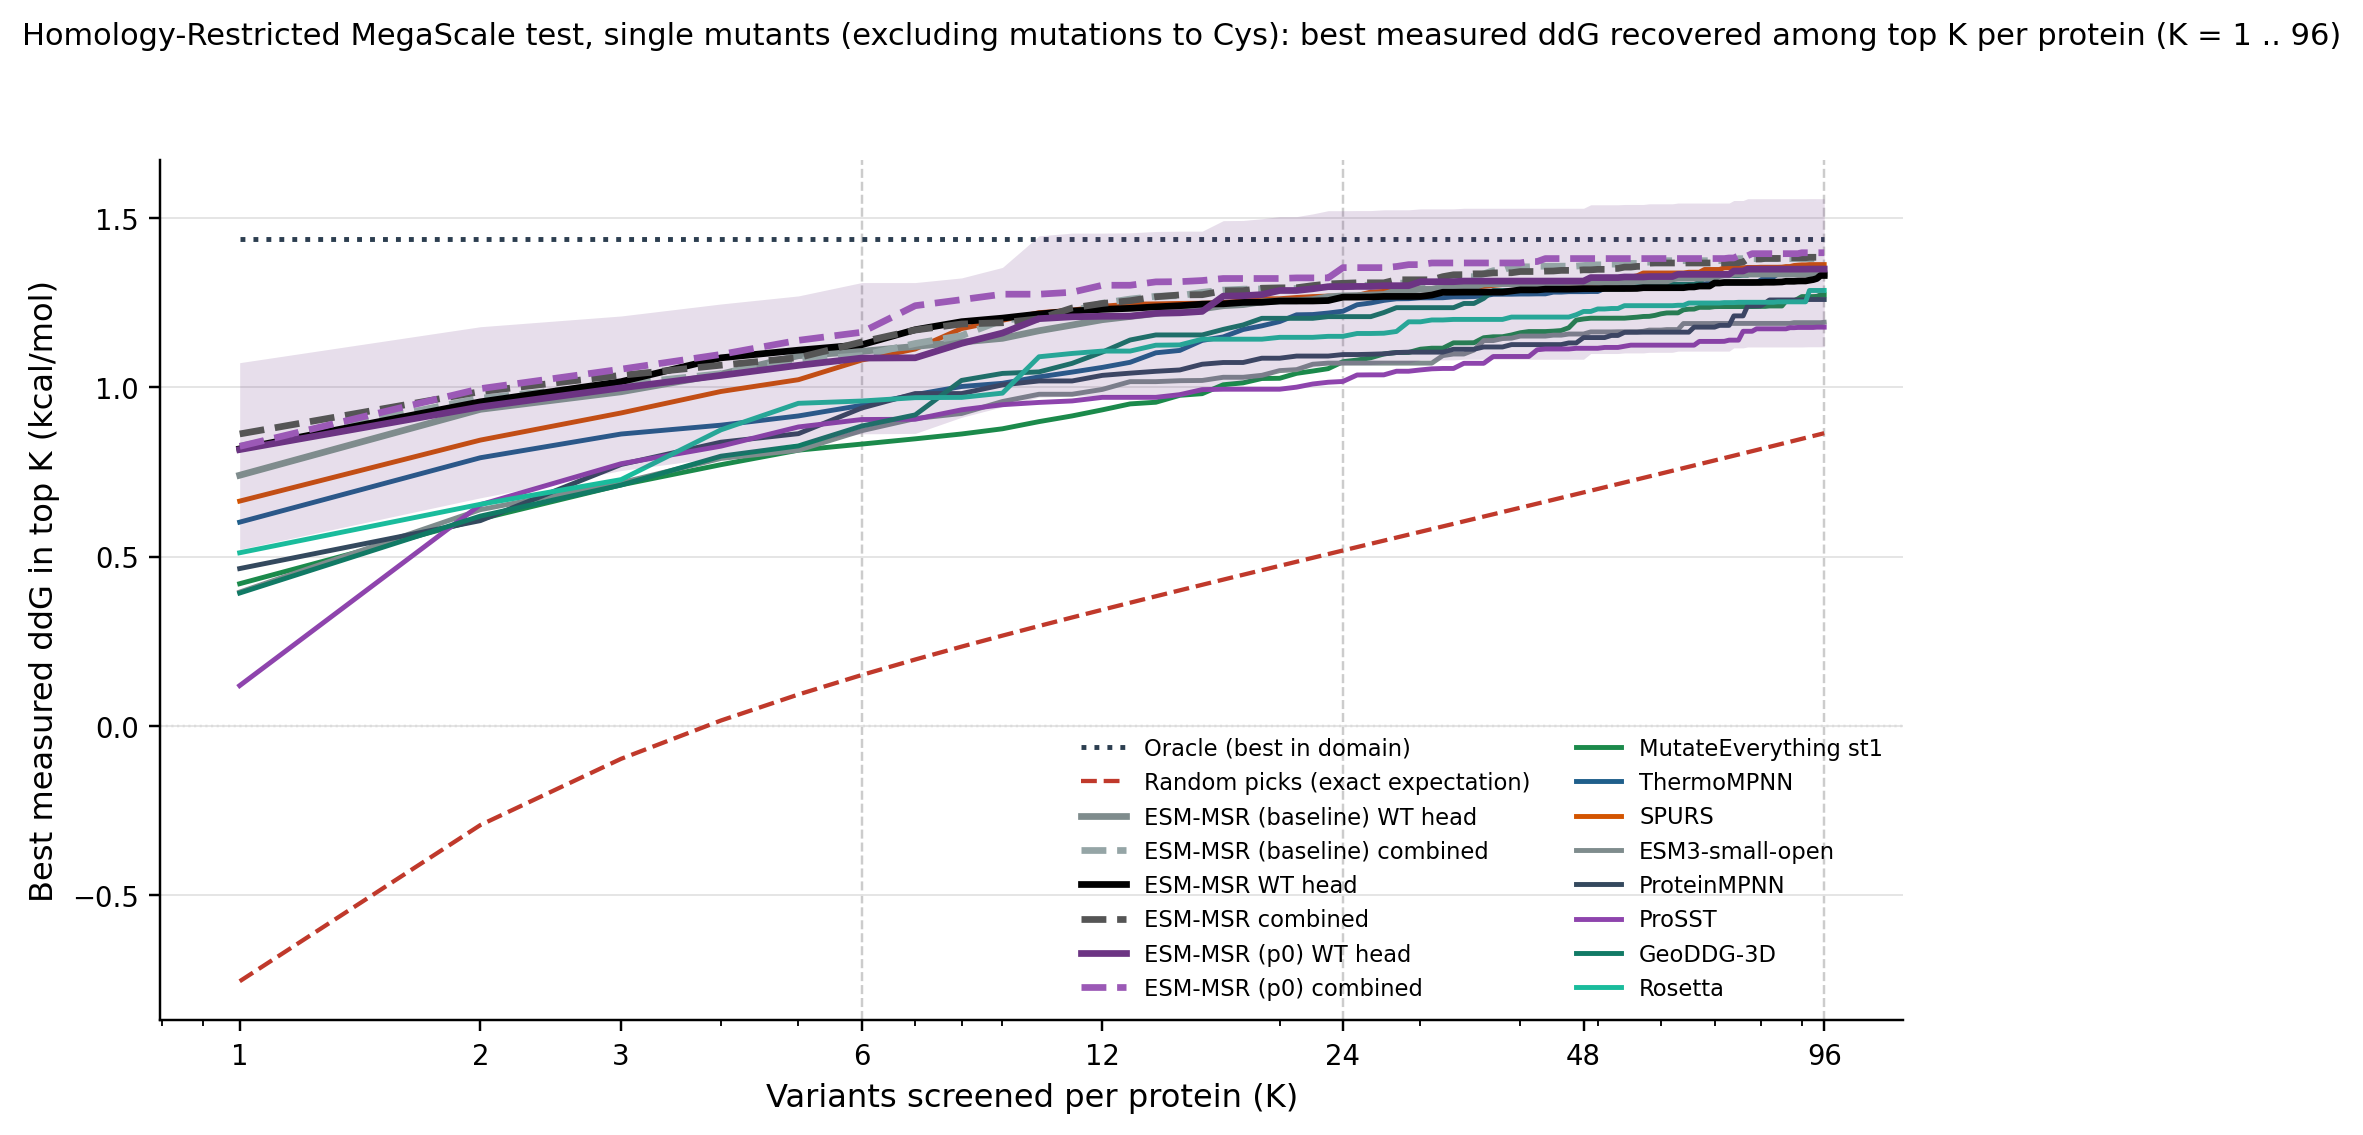 Homology-Restricted MegaScale test, single mutants (excluding mutations to Cys): best measured ddG recovered among top K per protein (K = 1 .. 96)
Best measured ddG in top K (kcal/mol)
1.5
1.0
0.5
0.0
−0.5
Oracle (best in domain)
Random picks (exact expectation)
ESM-MSR (baseline) WT head
ESM-MSR (baseline) combined
ESM-MSR WT head
ESM-MSR combined
ESM-MSR (p0) WT head
ESM-MSR (p0) combined
MutateEverything st1
ThermoMPNN
SPURS
ESM3-small-open
ProteinMPNN
ProSST
GeoDDG-3D
Rosetta
1 2 3 6 12 24 48 96
Variants screened per protein (K)